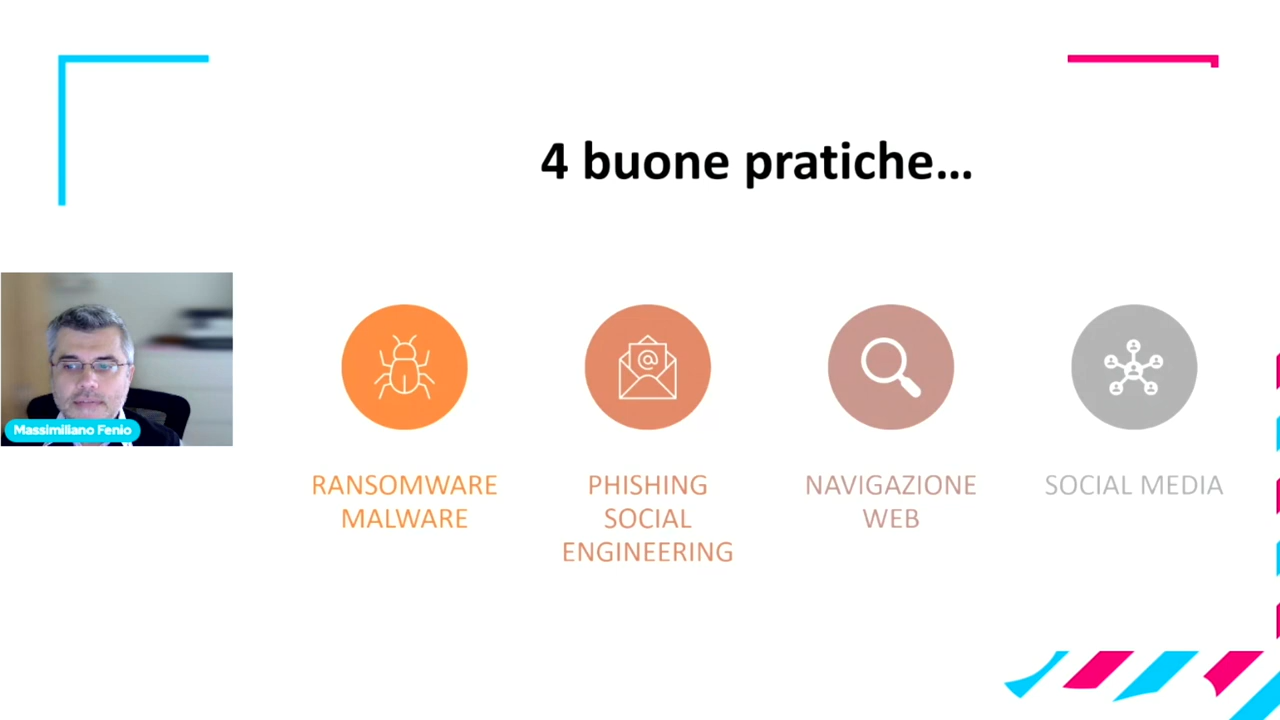 4 buone pratiche...
Massimiliano Fenio
RANSOMWARE
MALWARE
PHISHING
SOCIAL
ENGINEERING
NAVIGAZIONE
WEB
SOCIAL MEDIA